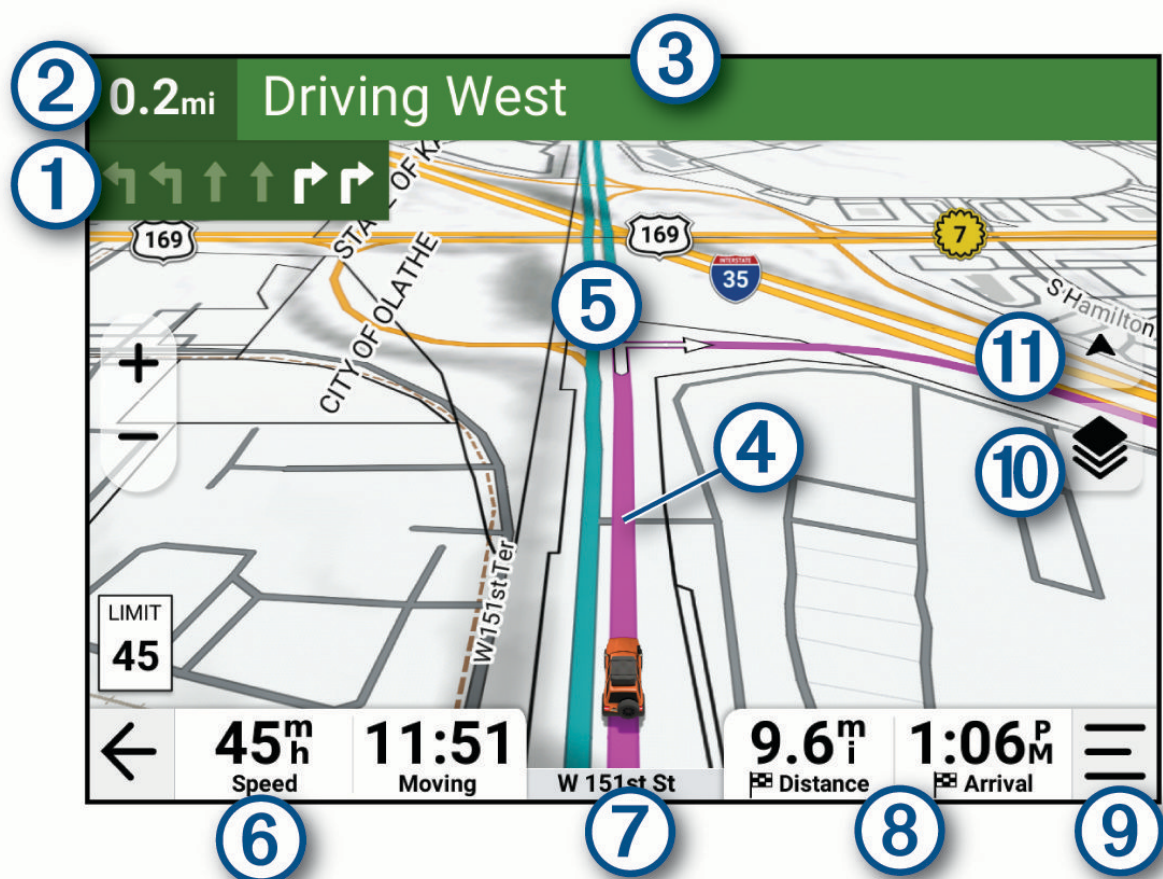 2
0.2mi
Driving West
3
1
STATE OF KA
169
169
7
INTERSTATE
35
CITY OF OLATHE
S Hamilton
5
11
+
−
4
10
W 151st Ter
LIMIT
45
45 mh
Speed
11:51
Moving
W 151st St
9.6 mi
Distance
1:06 PM
Arrival
6
7
8
9